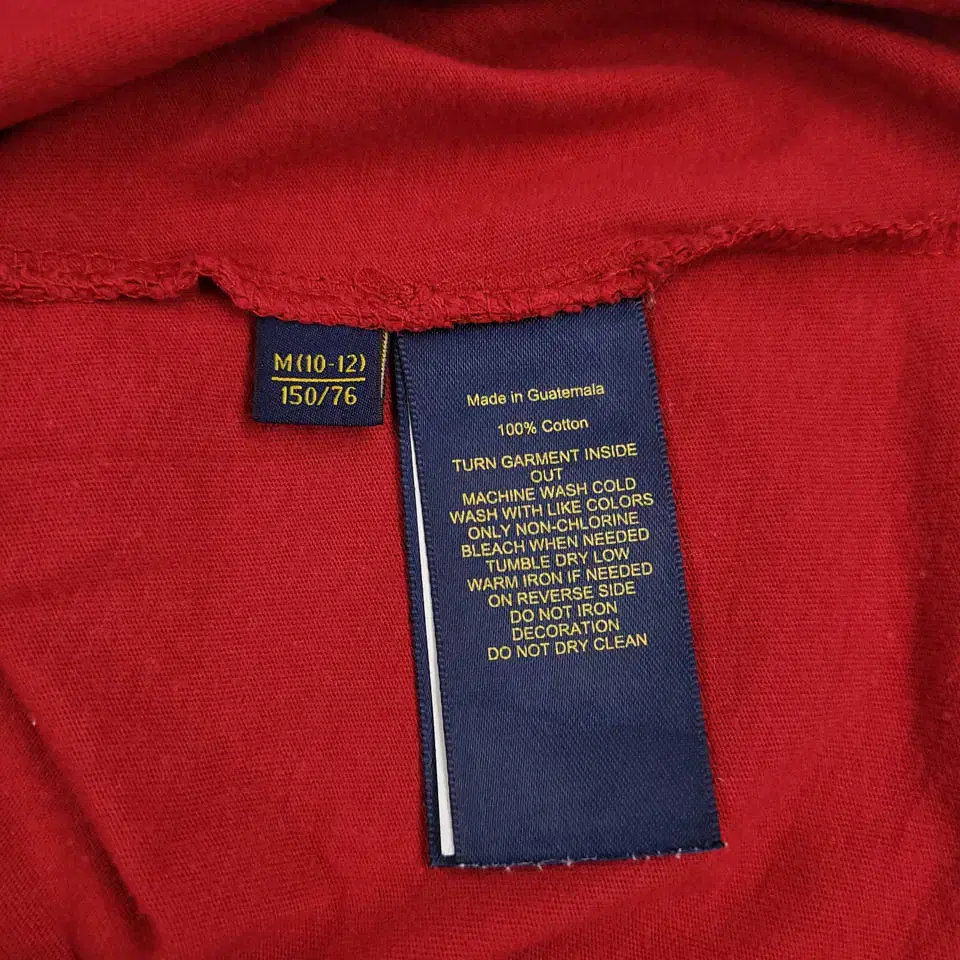 M(10-12)
150/76
Made in Guatemala
100% Cotton
TURN GARMENT INSIDE
OUT
MACHINE WASH COLD
WASH WITH LIKE COLORS
ONLY NON-CHLORINE
BLEACH WHEN NEEDED
TUMBLE DRY LOW
WARM IRON IF NEEDED
ON REVERSE SIDE
DO NOT IRON
DECORATION
DO NOT DRY CLEAN